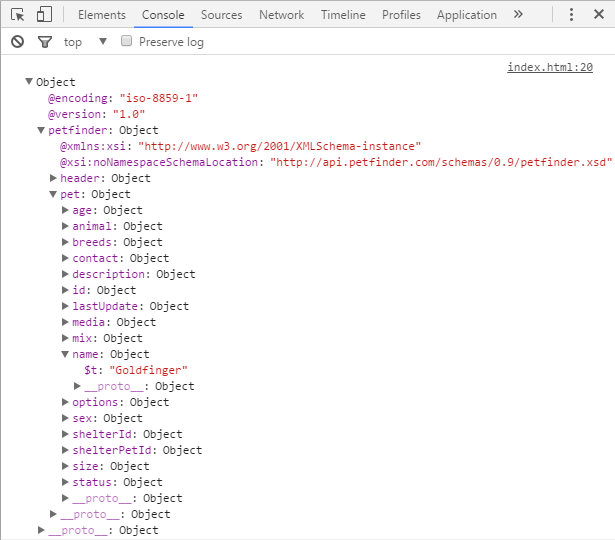 Elements Console Sources Network Timeline Profiles Application »
top Preserve log
index.html:20
Object
@encoding: "iso-8859-1"
@version: "1.0"
petfinder: Object
@xmlns:xsi: "http://www.w3.org/2001/XMLSchema-instance"
@xsi:noNamespaceSchemaLocation: "http://api.petfinder.com/schemas/0.9/petfinder.xsd"
header: Object
pet: Object
age: Object
animal: Object
breeds: Object
contact: Object
description: Object
id: Object
lastUpdate: Object
media: Object
mix: Object
name: Object
$t: "Goldfinger"
__proto__: Object
options: Object
sex: Object
shelterId: Object
shelterPetId: Object
size: Object
status: Object
__proto__: Object
__proto__: Object
__proto__: Object